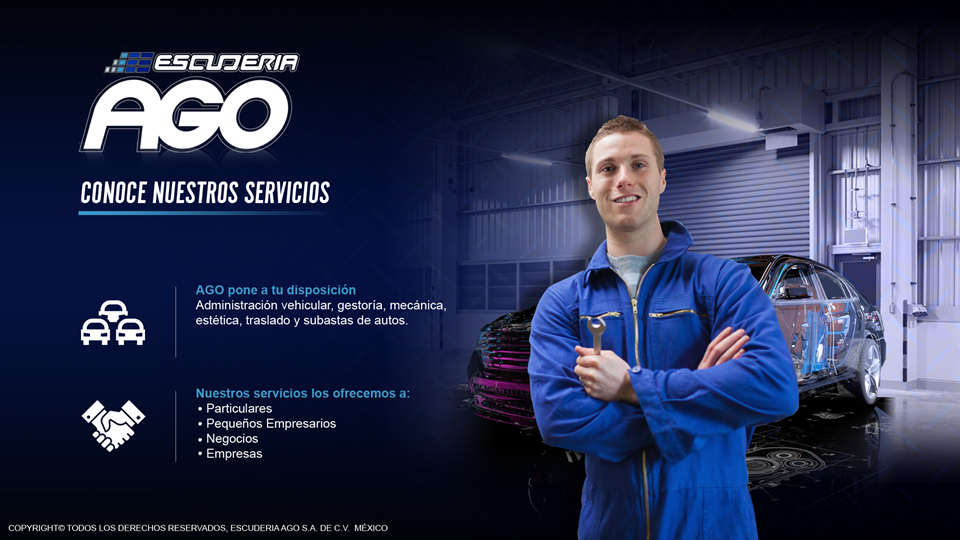 ESCUDERIA
AGO
CONOCE NUESTROS SERVICIOS
AGO pone a tu disposición
Administración vehicular, gestoría, mecánica,
estética, traslado y subastas de autos.
Nuestros servicios los ofrecemos a:
• Particulares
• Pequeños Empresarios
• Negocios
• Empresas
COPYRIGHT© TODOS LOS DERECHOS RESERVADOS, ESCUDERIA AGO S.A. DE C.V. MÉXICO